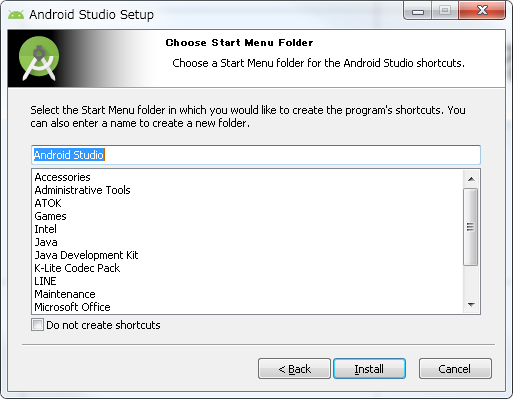 Android Studio Setup
Choose Start Menu Folder
Choose a Start Menu folder for the Android Studio shortcuts.
Select the Start Menu folder in which you would like to create the program's shortcuts. You
can also enter a name to create a new folder.
Android Studio
Accessories
Administrative Tools
ATOK
Games
Intel
Java
Java Development Kit
K-Lite Codec Pack
LINE
Maintenance
Microsoft Office
Do not create shortcuts
< Back
Install
Cancel